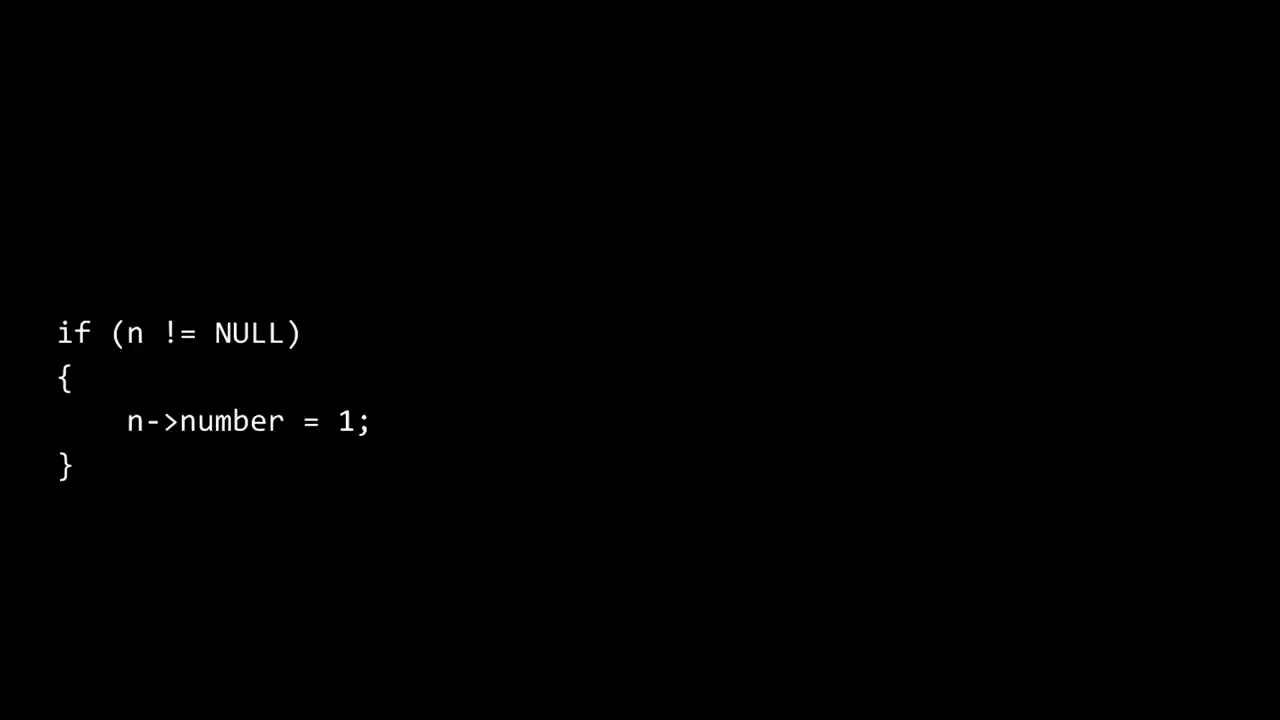 if (n != NULL)
{
    n->number = 1;
}